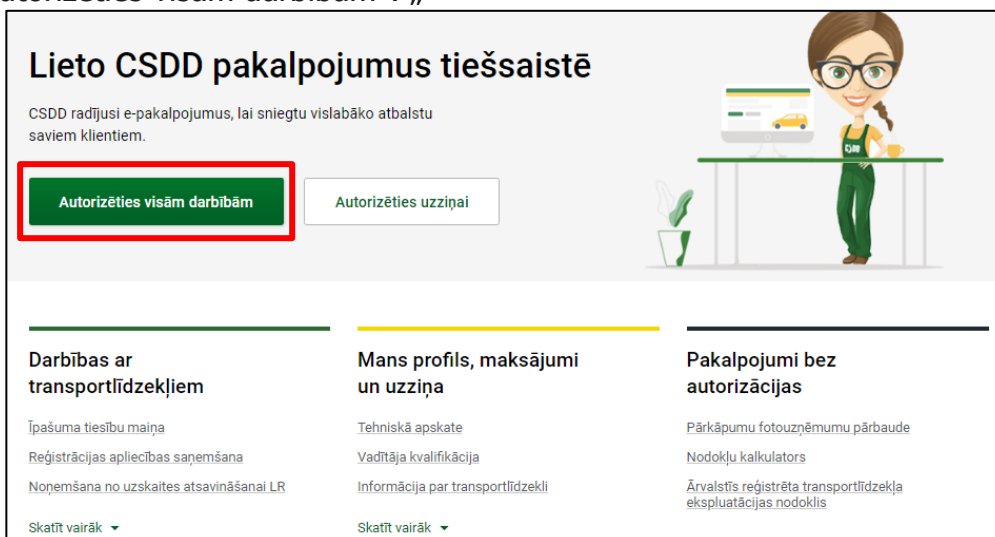 visām darbībām". „
Lieto CSDD pakalpojumus tiešsaistē
CSDD radījusi e-pakalpojumus, lai sniegtu vislabāko atbalstu
saviem klientiem.
Autorizēties visām darbībām
Autorizēties uzziņai
CSDD
Darbības ar
transportlīdzekļiem
Īpašuma tiesību maiņa
Reģistrācijas apliecības saņemšana
Noņemšana no uzskaites atsavināšanai LR
Skatīt vairāk
Mans profils, maksājumi
un uzziņa
Tehniskā apskate
Vadītāja kvalifikācija
Informācija par transportlīdzekli
Skatīt vairāk
Pakalpojumi bez
autorizācijas
Pārkāpumu fotouzņēmumu pārbaude
Nodokļu kalkulators
Ārvalstīs reģistrēta transportlīdzekļa
ekspluatācijas nodoklis